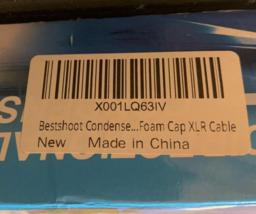 X001LQ63IV
Bestshoot Condense...Foam Cap XLR Cable
New Made in China